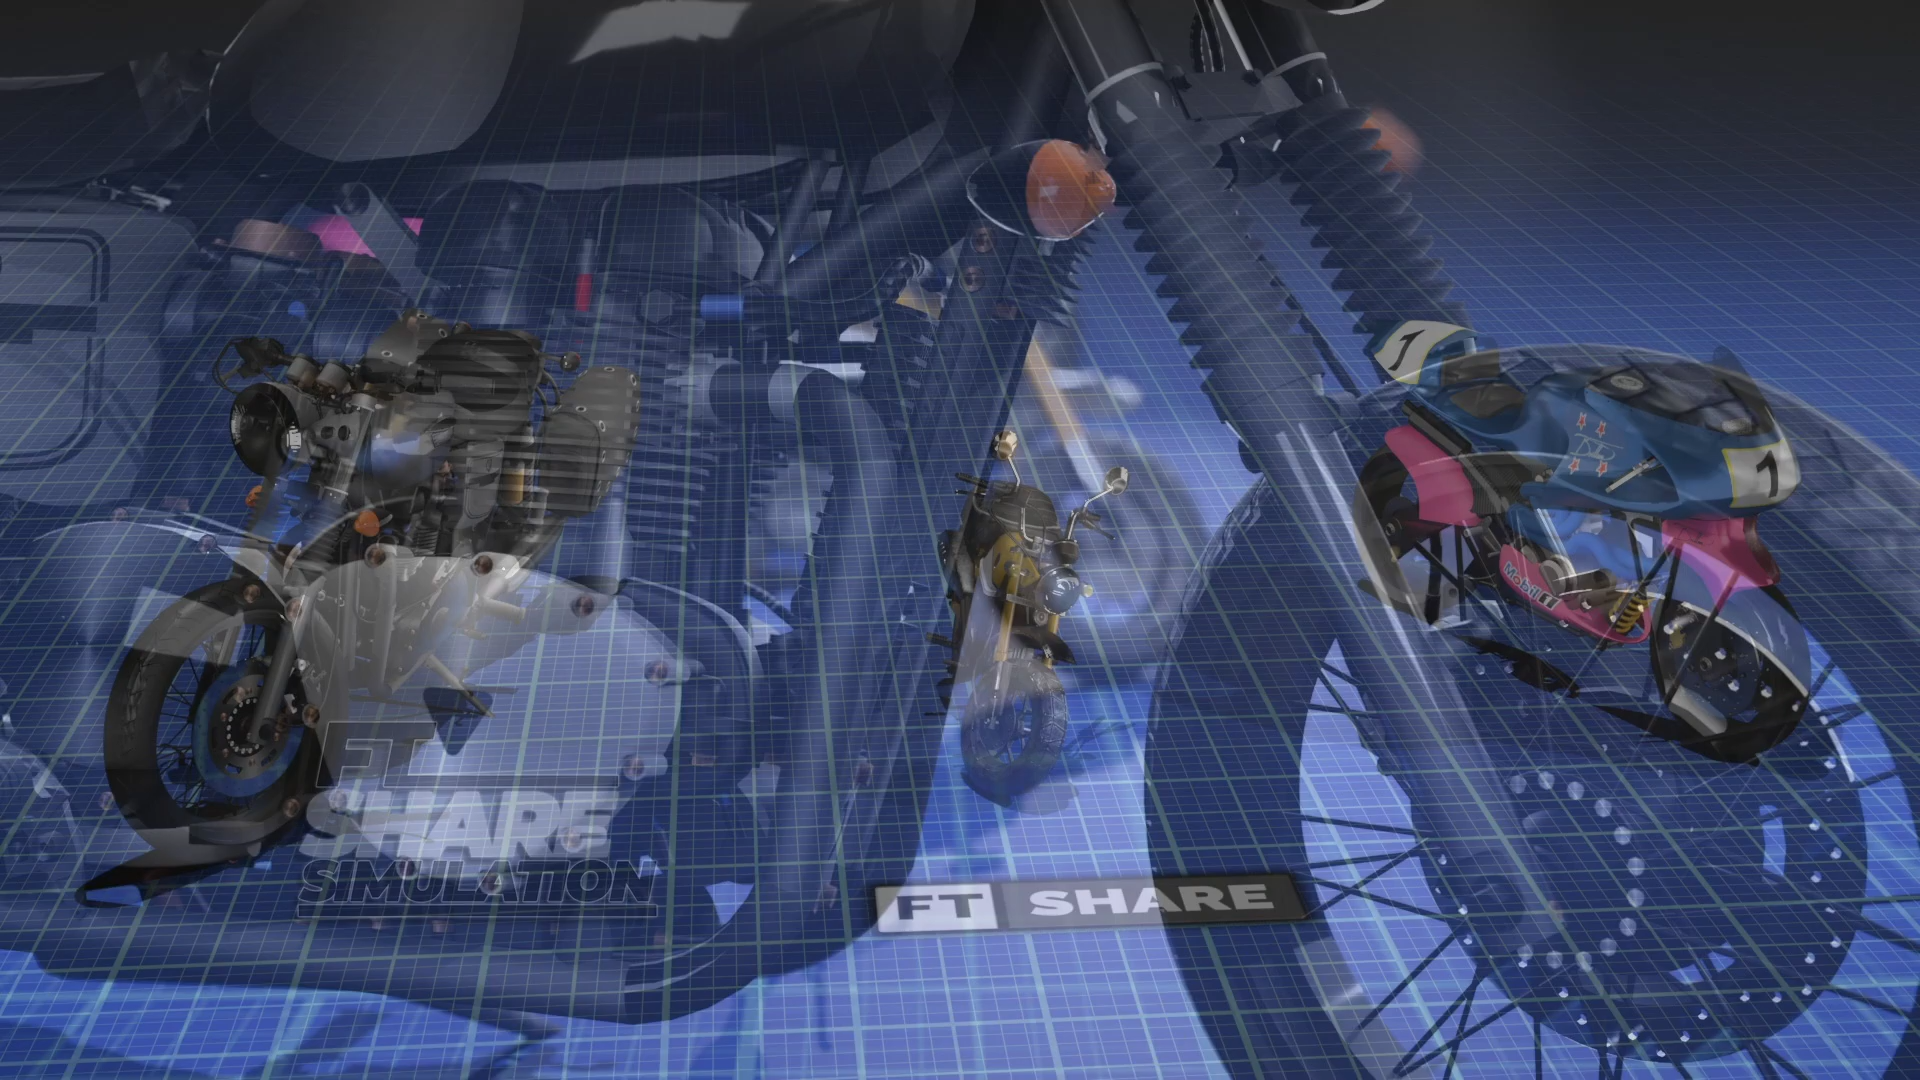 1
1
Mobil 1
FT
SHARE
SIMULATION
FT SHARE